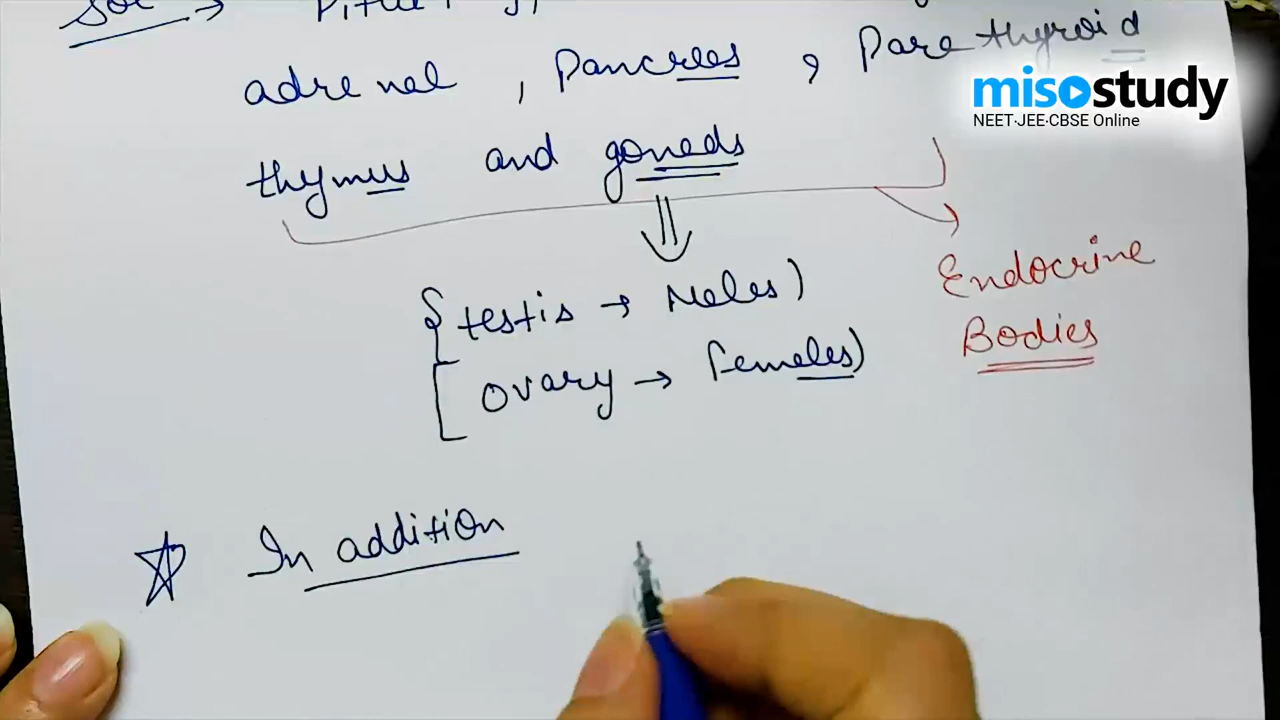 Sol →
adrenal , Pancreas , Parathyroid
thymus and gonads
misostudy
NEET·JEE·CBSE Online
{ testis → Males)
[ Ovary → Females)
Endocrine
Bodies
In addition